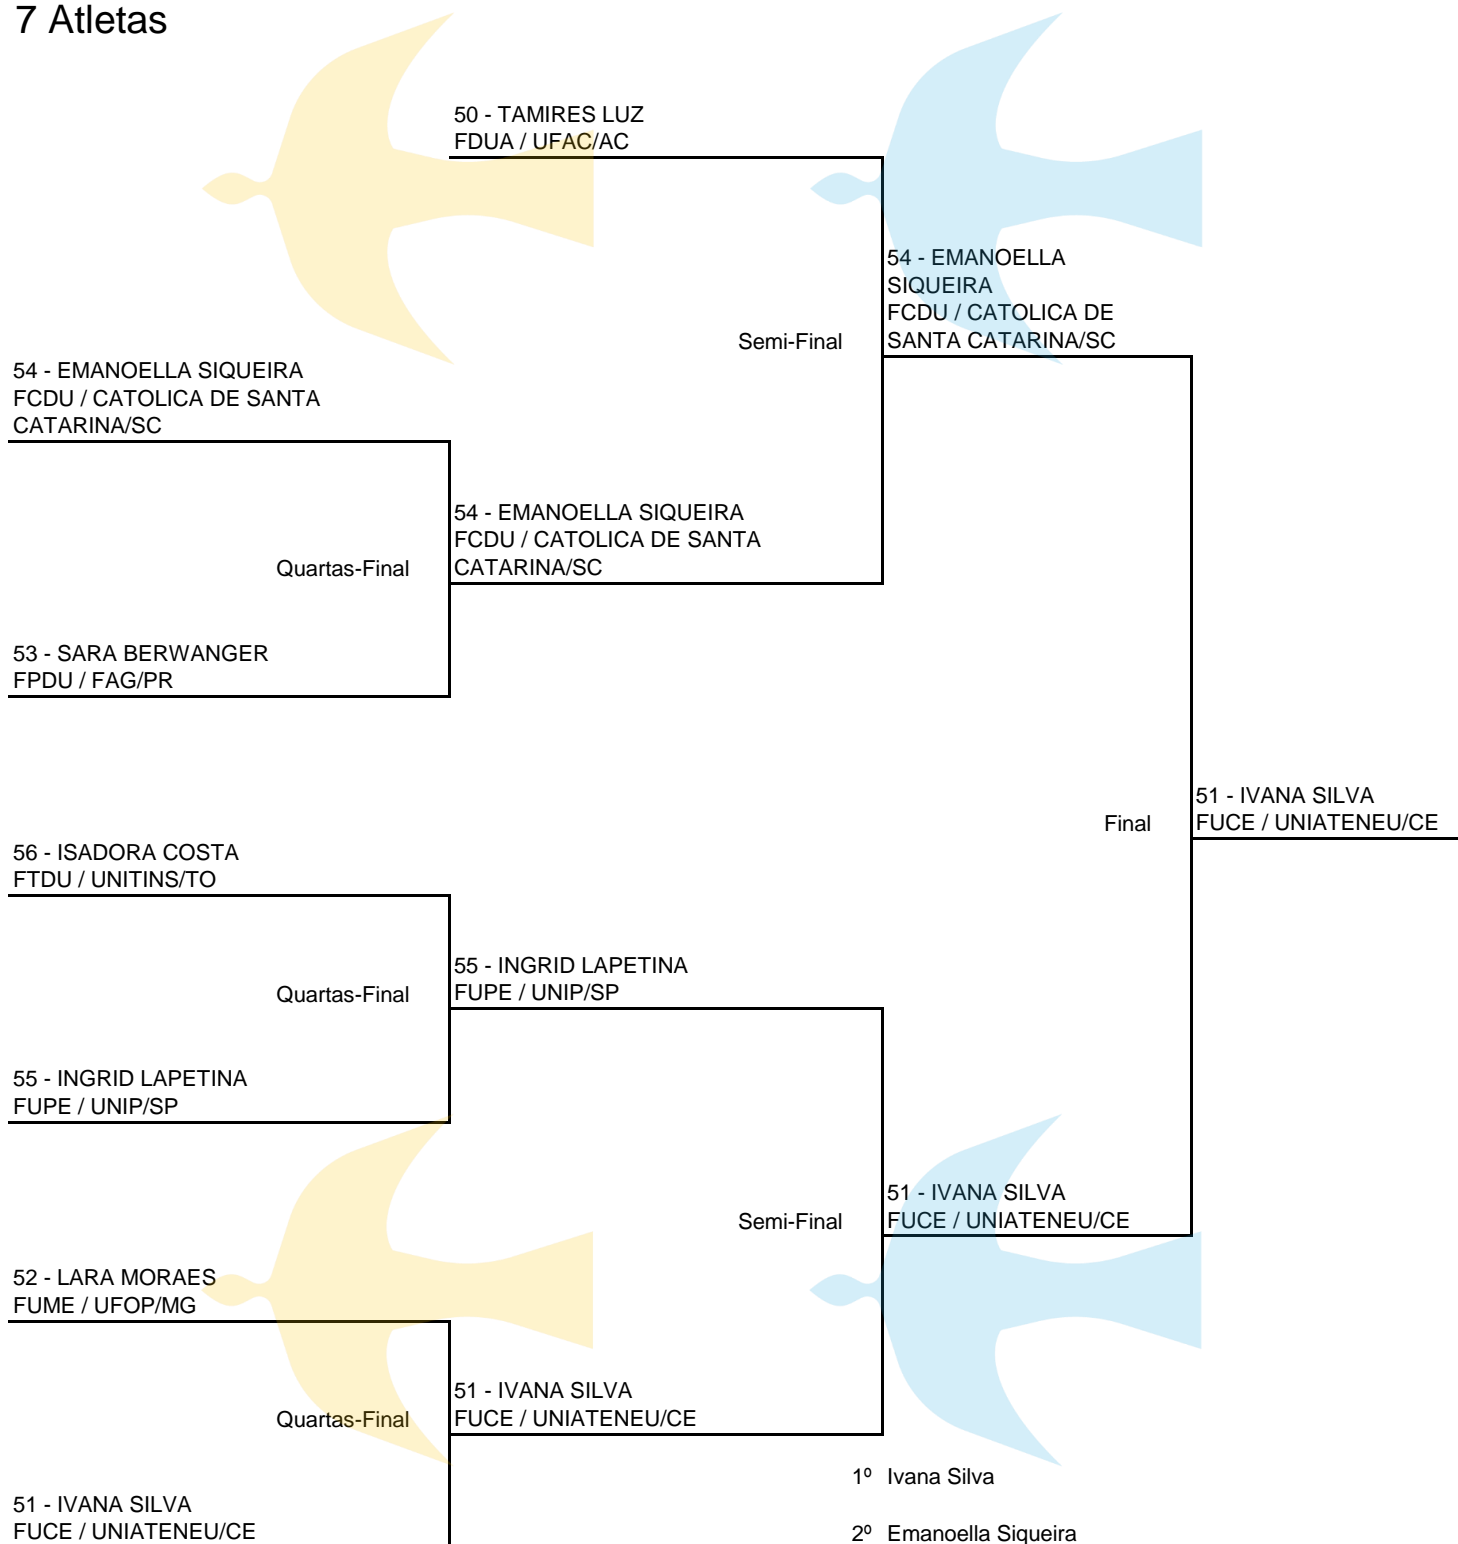 7 Atletas
50 - TAMIRES LUZ
FDUA / UFAC/AC
54 - EMANOELLA
SIQUEIRA
FCDU / CATOLICA DE
SANTA CATARINA/SC
Semi-Final
54 - EMANOELLA SIQUEIRA
FCDU / CATOLICA DE SANTA
CATARINA/SC
54 - EMANOELLA SIQUEIRA
FCDU / CATOLICA DE SANTA
CATARINA/SC
Quartas-Final
53 - SARA BERWANGER
FPDU / FAG/PR
51 - IVANA SILVA
FUCE / UNIATENEU/CE
Final
56 - ISADORA COSTA
FTDU / UNITINS/TO
55 - INGRID LAPETINA
FUPE / UNIP/SP
Quartas-Final
55 - INGRID LAPETINA
FUPE / UNIP/SP
51 - IVANA SILVA
FUCE / UNIATENEU/CE
Semi-Final
52 - LARA MORAES
FUME / UFOP/MG
51 - IVANA SILVA
FUCE / UNIATENEU/CE
Quartas-Final
1º Ivana Silva
51 - IVANA SILVA
FUCE / UNIATENEU/CE
2º Emanoella Siqueira